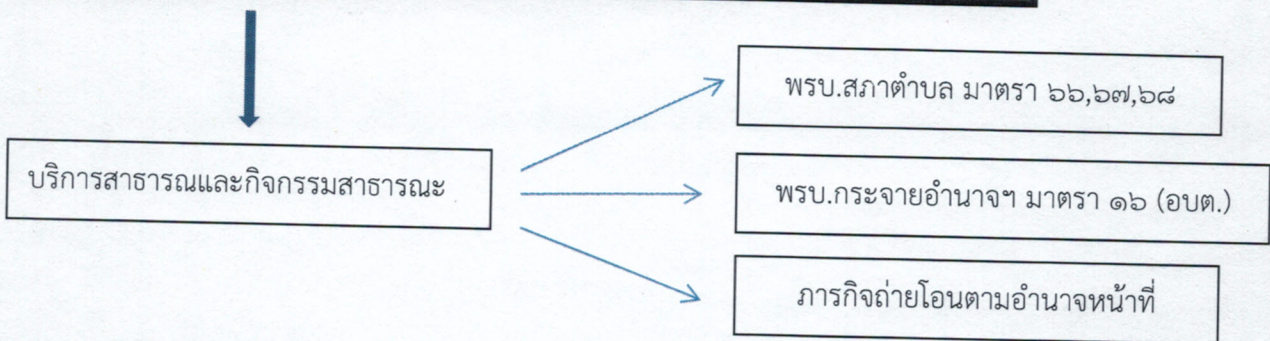 พรบ.สภาตำบล มาตรา ๖๖,๖๗,๖๘
บริการสาธารณและกิจกรรมสาธารณะ
พรบ.กระจายอำนาจฯ มาตรา ๑๖ (อบต.)
ภารกิจถ่ายโอนตามอำนาจหน้าที่